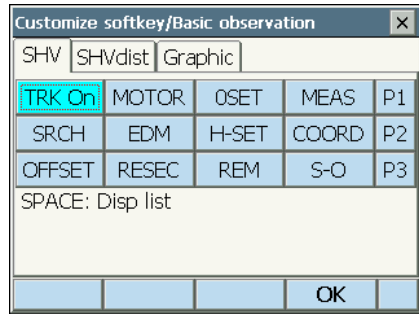 Customize softkey/Basic observation
SHV SHVdist Graphic
TRK On MOTOR 0SET MEAS P1
SRCH EDM H-SET COORD P2
OFFSET RESEC REM S-O P3
SPACE: Disp list
OK